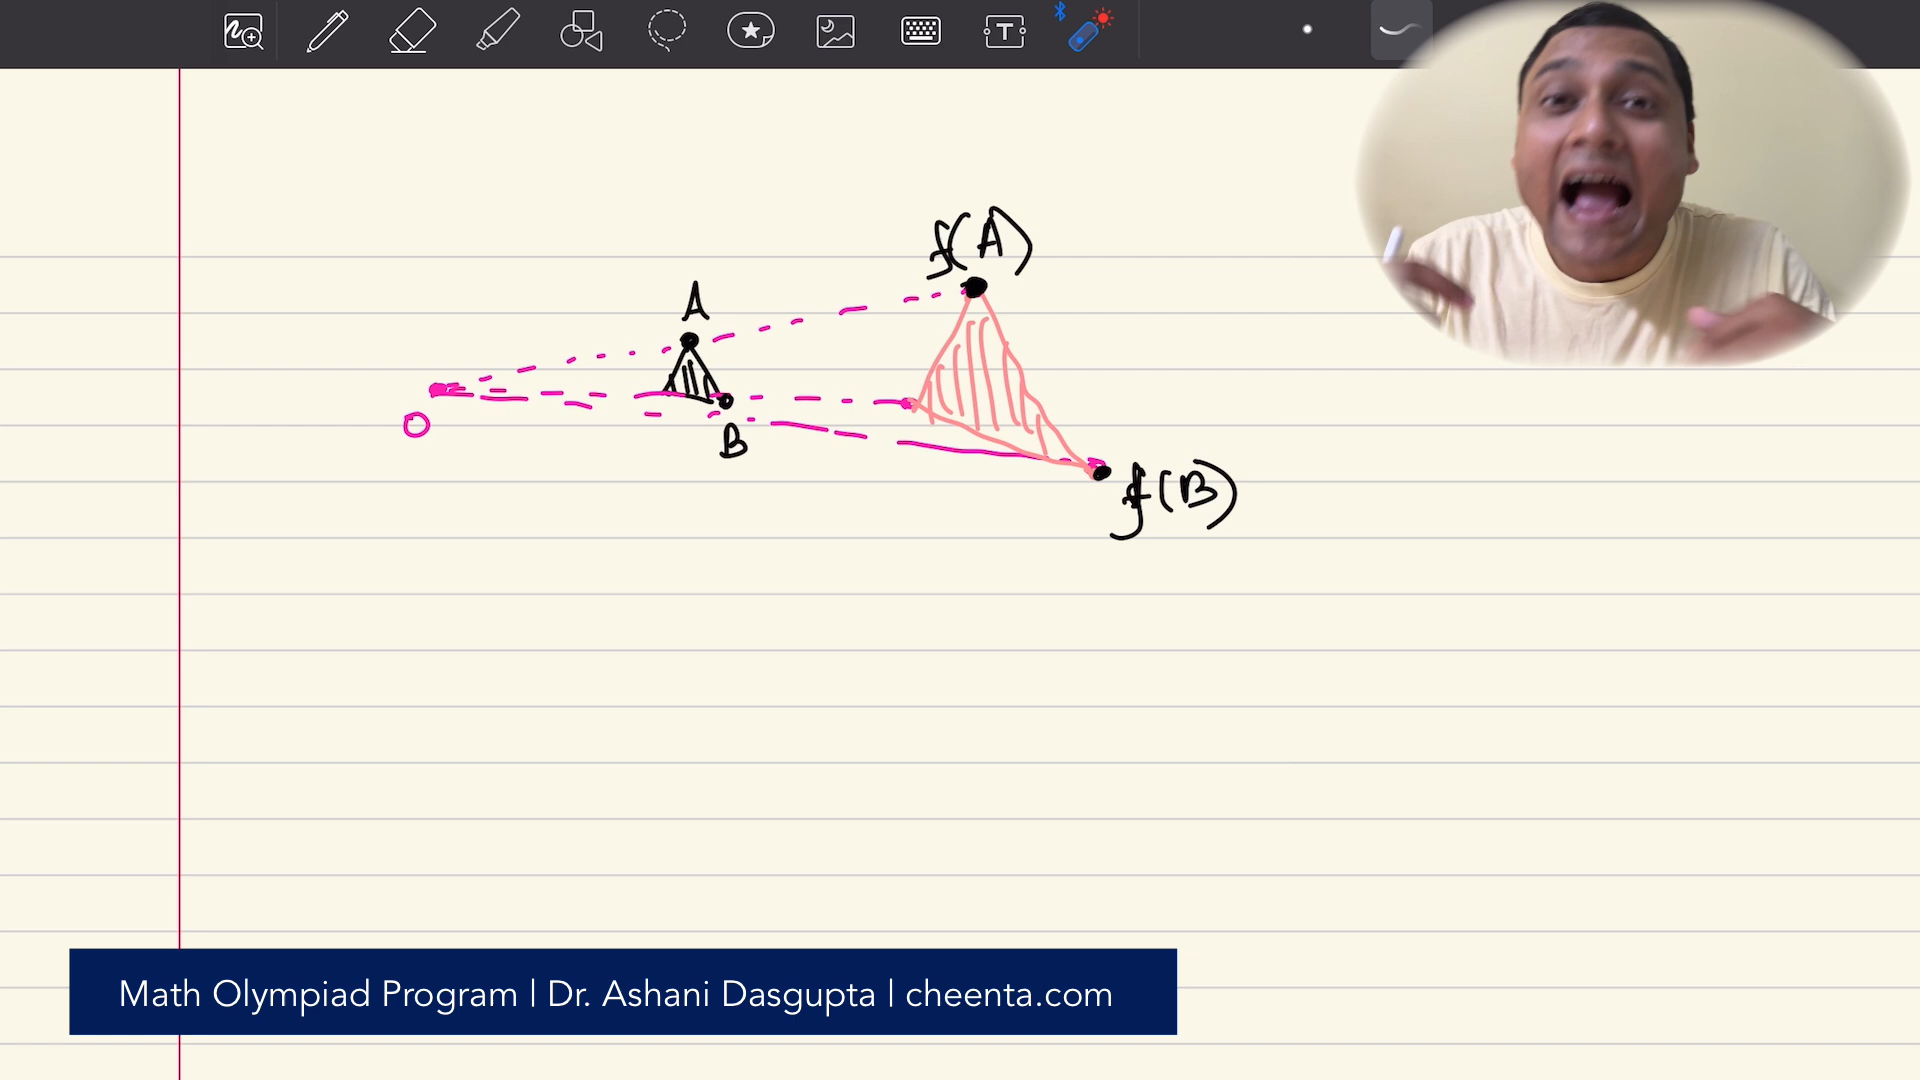 T
f(A)
A
O
B
f(B)
Math Olympiad Program | Dr. Ashani Dasgupta | cheenta.com